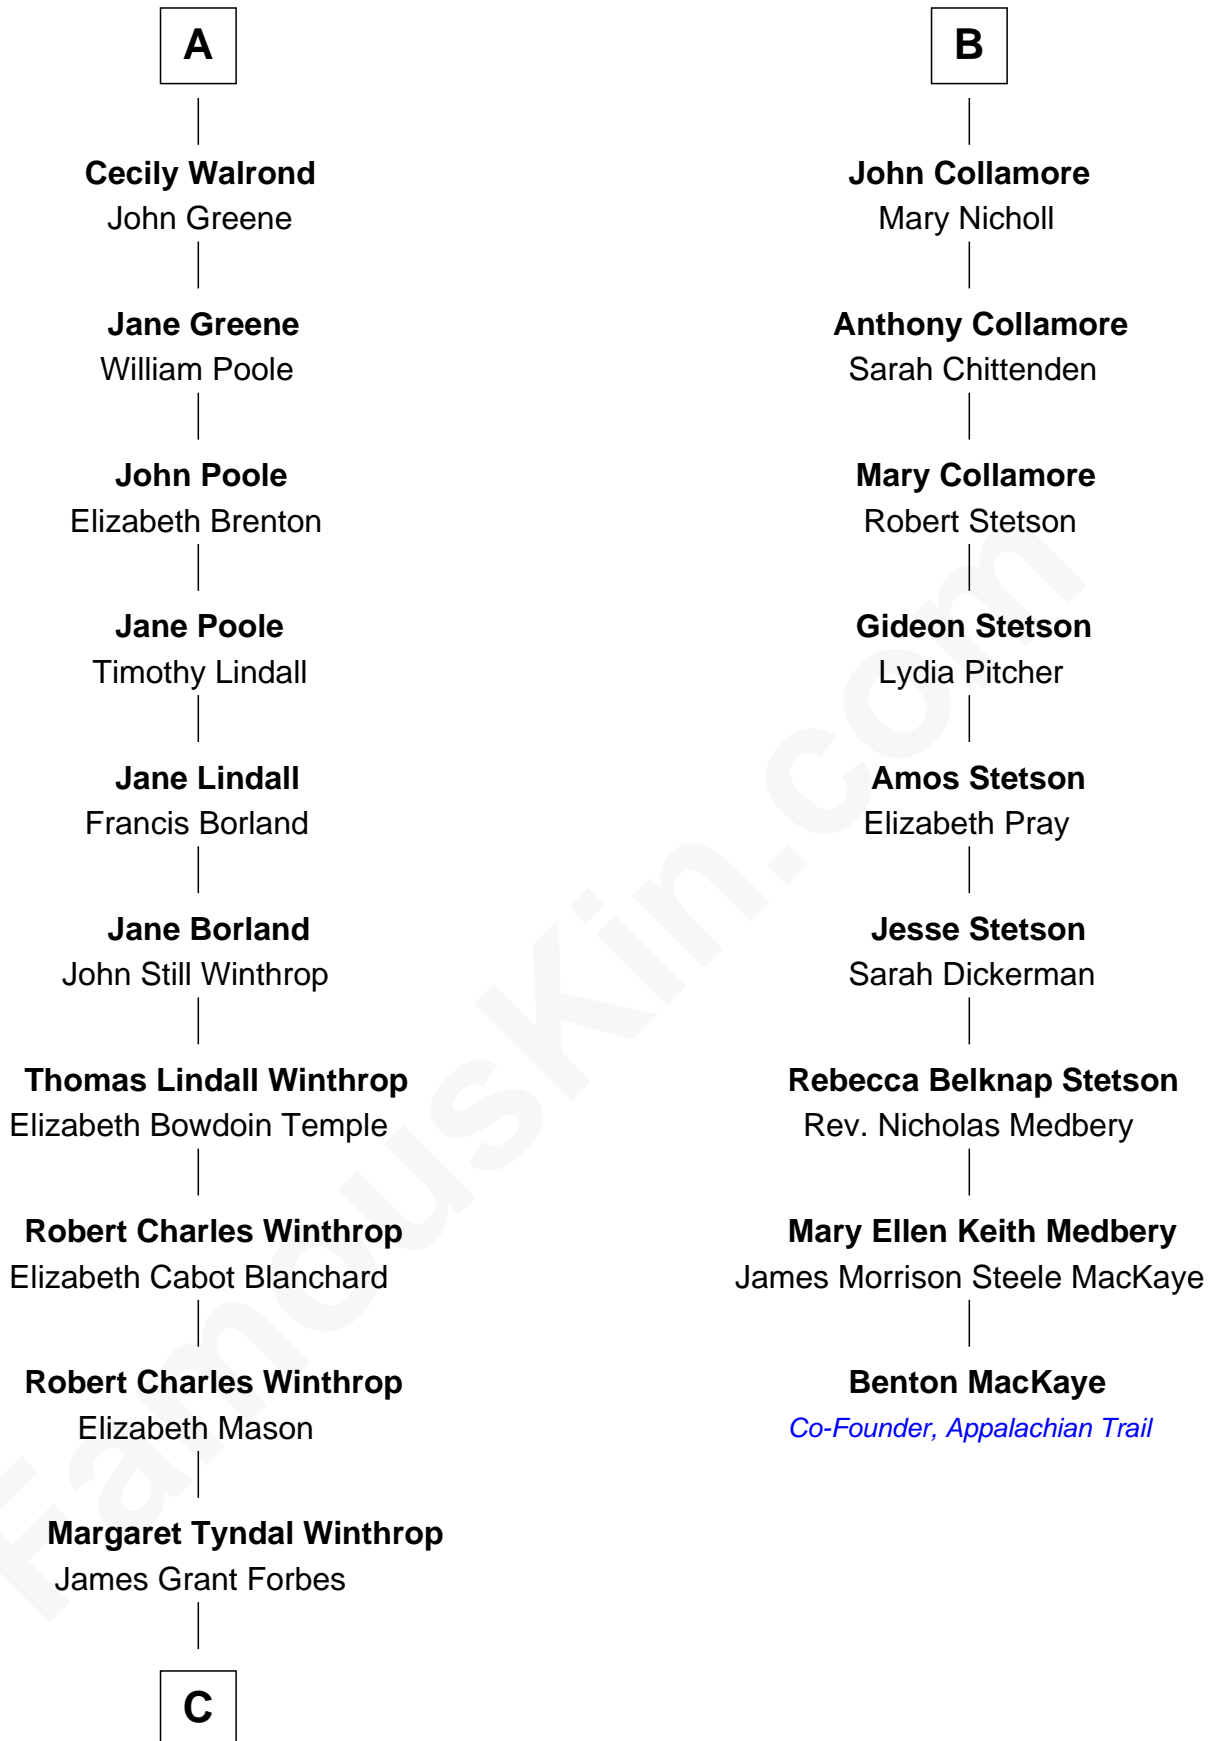 A
Cecily Walrond
John Greene
Jane Greene
William Poole
John Poole
Elizabeth Brenton
Jane Poole
Timothy Lindall
Jane Lindall
Francis Borland
Jane Borland
John Still Winthrop
Thomas Lindall Winthrop
Elizabeth Bowdoin Temple
Robert Charles Winthrop
Elizabeth Cabot Blanchard
Robert Charles Winthrop
Elizabeth Mason
Margaret Tyndal Winthrop
James Grant Forbes
C
B
John Collamore
Mary Nicholl
Anthony Collamore
Sarah Chittenden
Mary Collamore
Robert Stetson
Gideon Stetson
Lydia Pitcher
Amos Stetson
Elizabeth Pray
Jesse Stetson
Sarah Dickerman
Rebecca Belknap Stetson
Rev. Nicholas Medbery
Mary Ellen Keith Medbery
James Morrison Steele MacKaye
Benton MacKaye
Co-Founder, Appalachian Trail
FamousKin.com